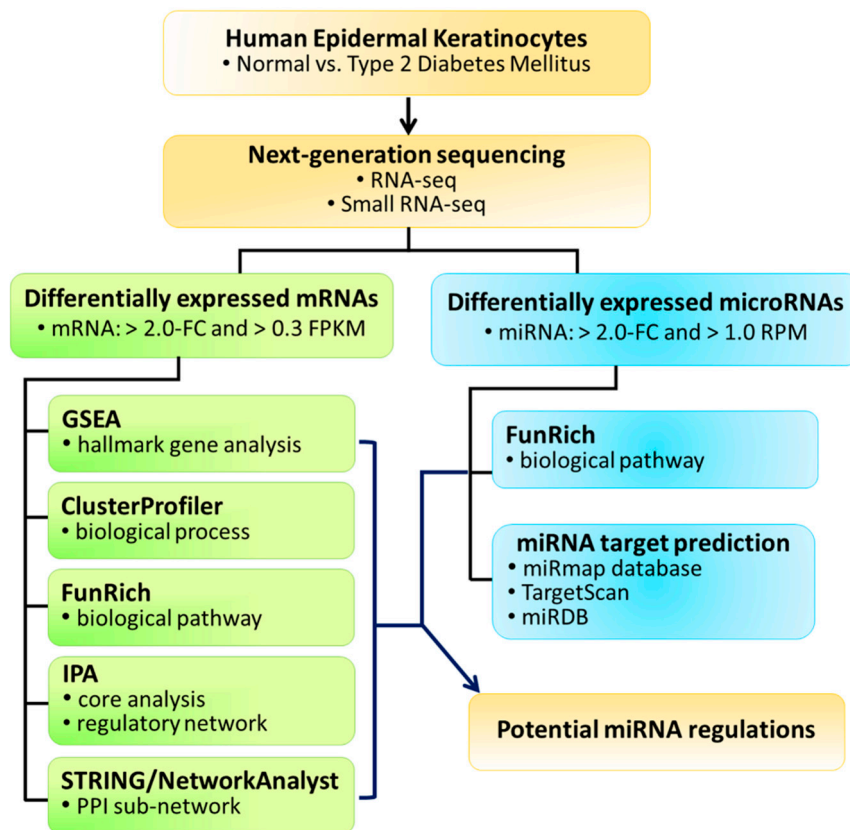 Human Epidermal Keratinocytes
• Normal vs. Type 2 Diabetes Mellitus
Next-generation sequencing
• RNA-seq
• Small RNA-seq
Differentially expressed mRNAs
• mRNA: > 2.0-FC and > 0.3 FPKM
GSEA
• hallmark gene analysis
ClusterProfiler
• biological process
FunRich
• biological pathway
IPA
• core analysis
• regulatory network
STRING/NetworkAnalyst
• PPI sub-network
Differentially expressed microRNAs
• miRNA: > 2.0-FC and > 1.0 RPM
FunRich
• biological pathway
miRNA target prediction
• miRmap database
• TargetScan
• miRDB
Potential miRNA regulations